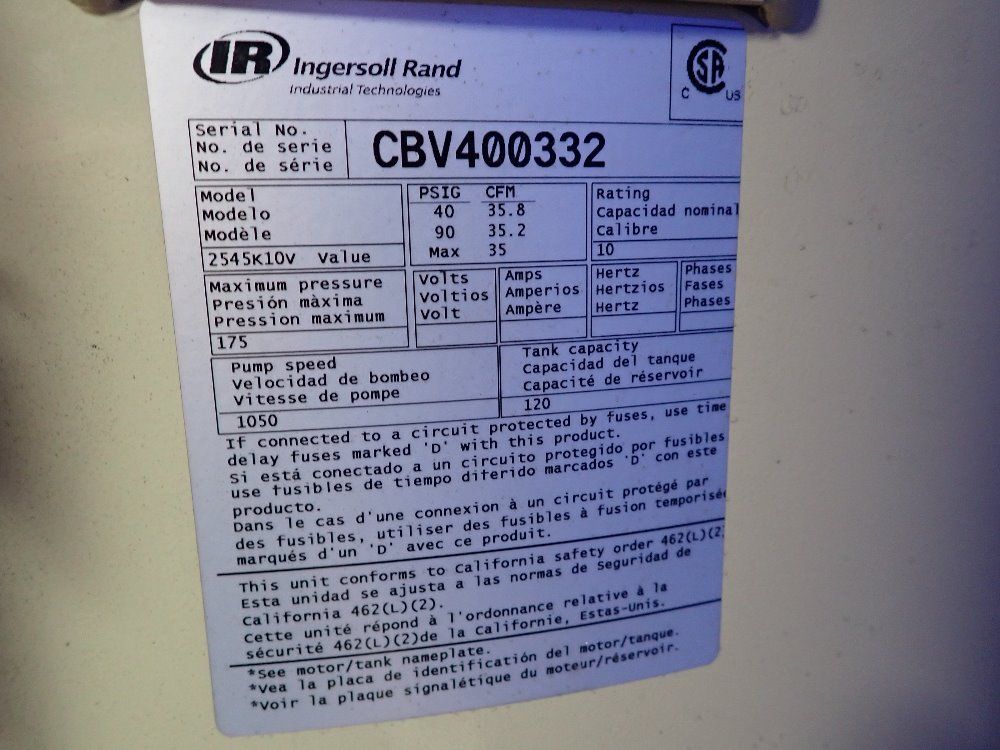 IR Ingersoll Rand
Industrial Technologies
CSA
C US
Serial No.
No. de serie
No. de série
CBV400332
Model
Modelo
Modèle
2545K10V Value
PSIG CFM
40 35.8
90 35.2
Max 35
Rating
Capacidad nominal
Calibre
10
Maximum pressure
Presión màxima
Pression maximum
175
Volts
Voltios
Volt
Amps
Amperios
Ampère
Hertz
Hertzios
Hertz
Phases
Fases
Phases
Pump speed
Velocidad de bombeo
Vitesse de pompe
1050
Tank capacity
Capacidad del tanque
Capacité de réservoir
120
If connected to a circuit protected by fuses, use time
delay fuses marked 'D' with this product.
Si está conectado a un circuito protegido por fusibles
use fusibles de tiempo diferido marcados 'D' con este
producto.
Dans le cas d'une connexion à un circuit protégé par
des fusibles, utiliser des fusibles à fusion temporisée
marqués d'un 'D' avec ce produit.
This unit conforms to California safety order 462(L)(2)
Esta unidad se ajusta a las normas de Seguridad de
California 462(L)(2).
Cette unité répond à l'ordonnance relative à la
sécurité 462(L)(2)de la Californie, Estas-Unis.
*See motor/tank nameplate.
*Vea la placa de identificación del motor/tanque.
*Voir la plaque signalétique du moteur/réservoir.